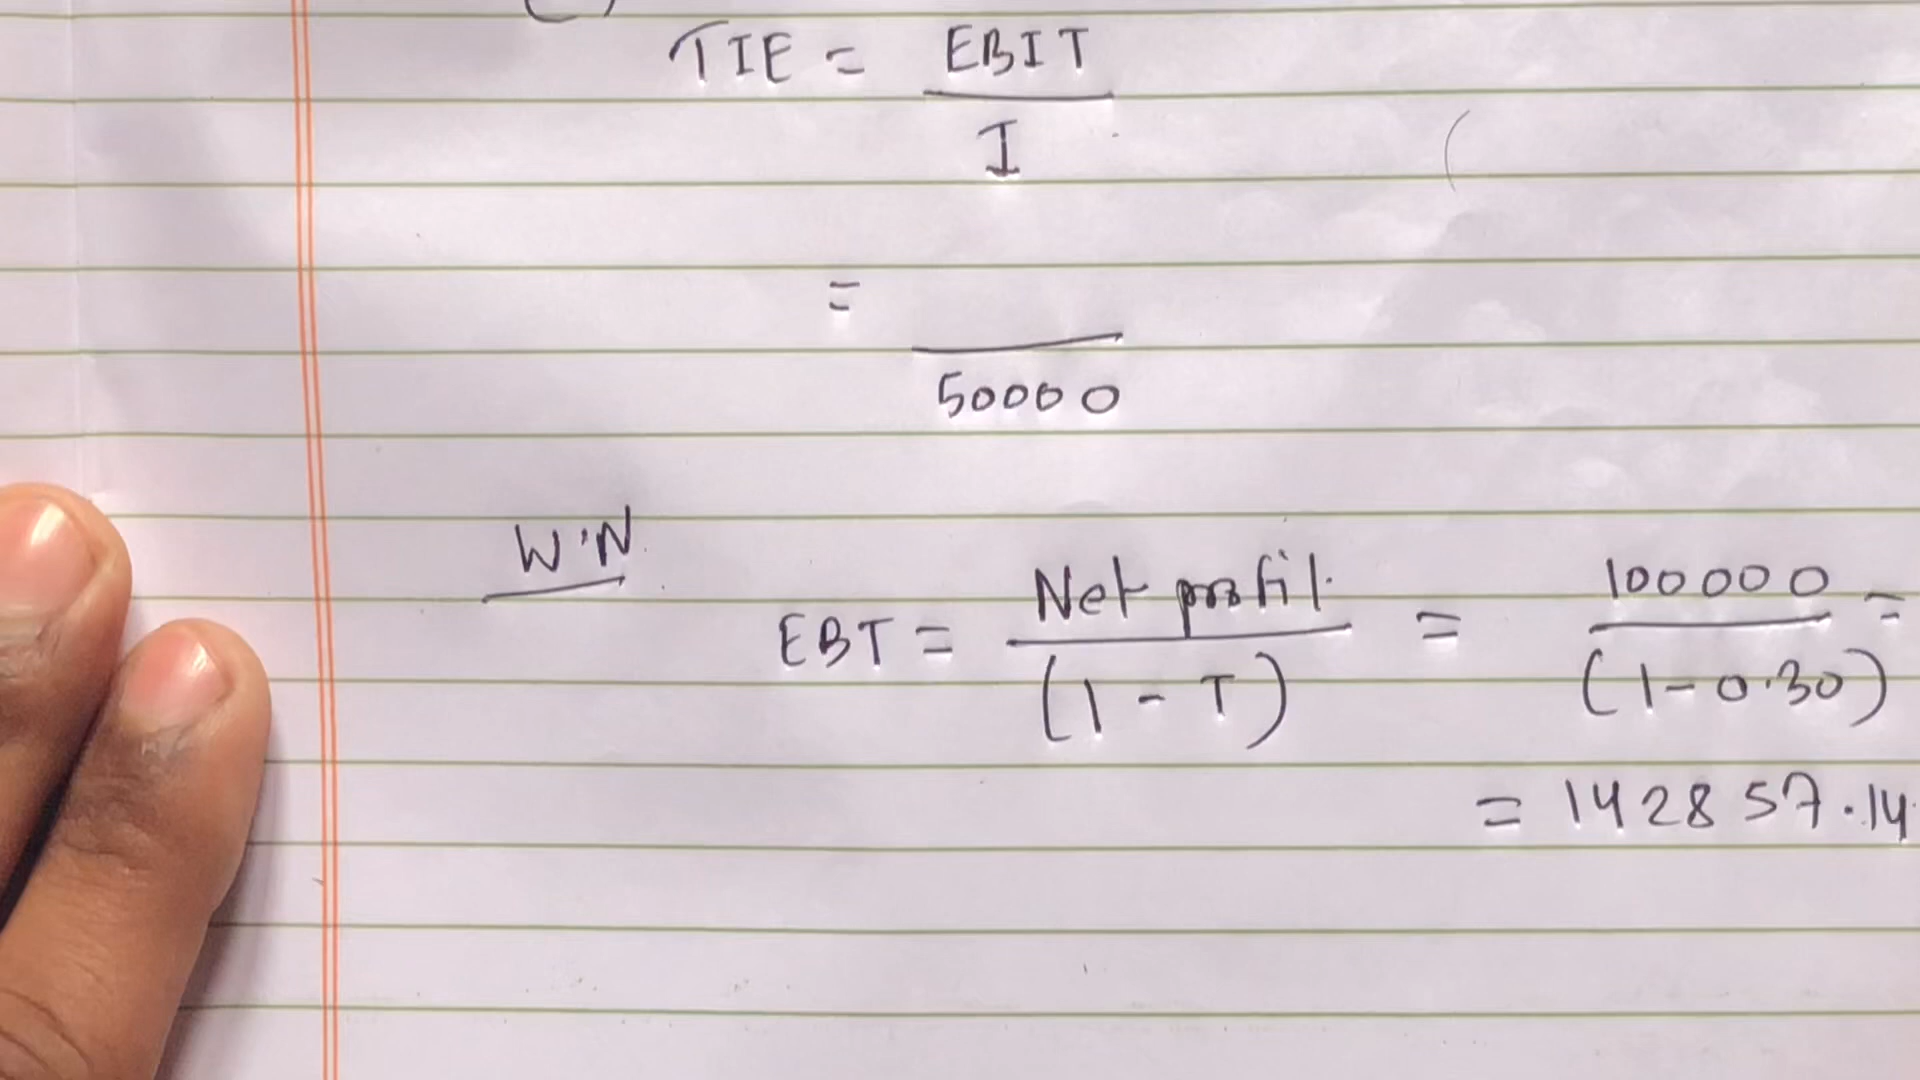 TIE = EBIT
I
=
50000
W.N
EBT = Net profit = 100000 =
(1 - T) (1-0.30)
= 142857.14